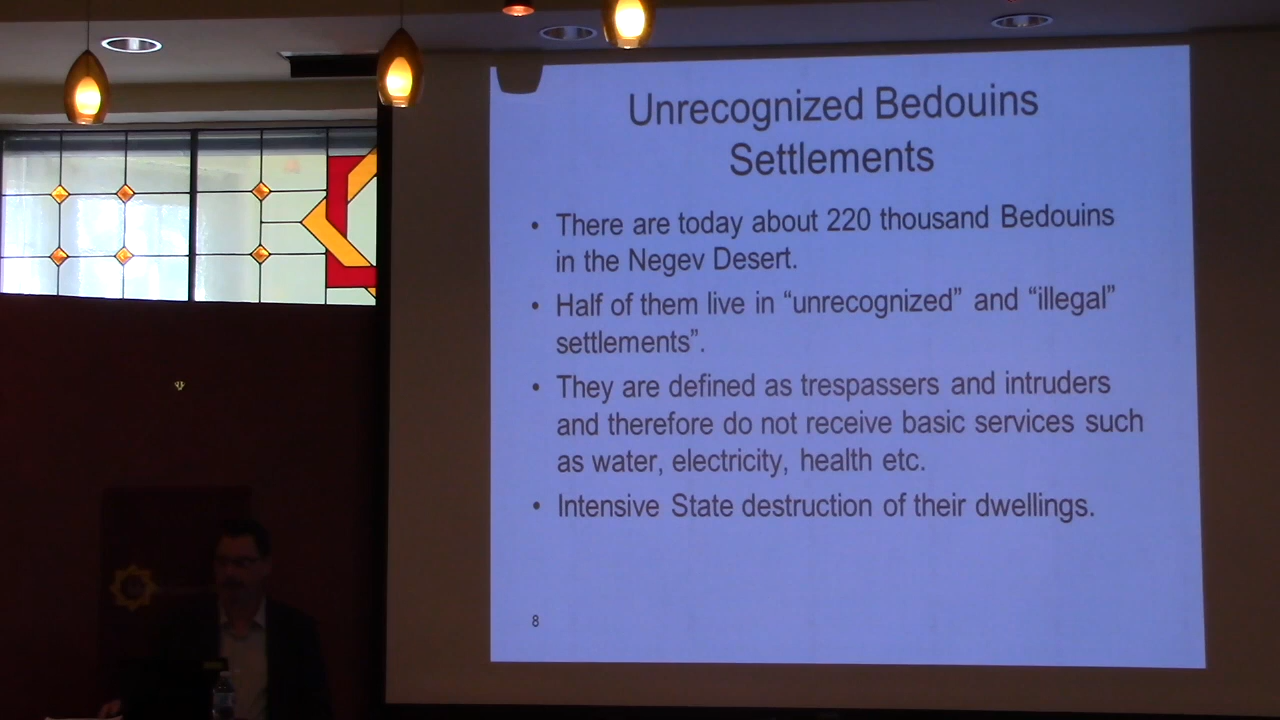 Unrecognized Bedouins
Settlements
• There are today about 220 thousand Bedouins
in the Negev Desert.
• Half of them live in “unrecognized” and “illegal”
settlements”.
• They are defined as trespassers and intruders
and therefore do not receive basic services such
as water, electricity, health etc.
• Intensive State destruction of their dwellings.
8